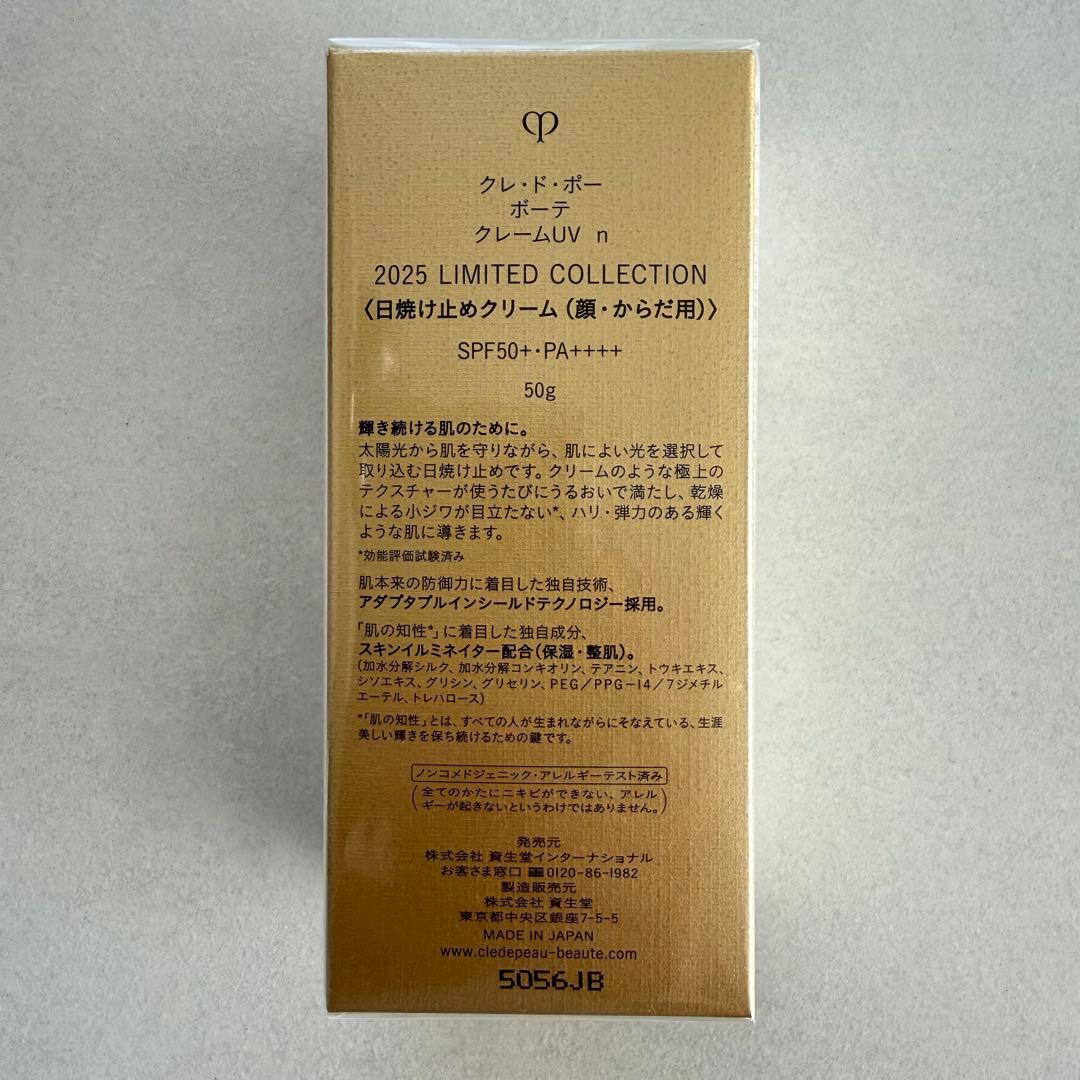 クレ・ド・ポー
ボーテ
クレームUV n
2025 LIMITED COLLECTION
〈日焼け止めクリーム（顔・からだ用）〉
SPF50+・PA++++
50g
輝き続ける肌のために。
太陽光から肌を守りながら、肌によい光を選択して
取り込む日焼け止めです。クリームのような極上の
テクスチャーが使うたびにうるおいで満たし、乾燥
による小ジワが目立たない*、ハリ・弾力のある輝く
ような肌に導きます。
*効能評価試験済み
肌本来の防御力に着目した独自技術、
アダプタブルインシールドテクノロジー採用。
「肌の知性*」に着目した独自成分、
スキンイルミネイター配合（保湿・整肌）。
（加水分解シルク、加水分解コンキオリン、テアニン、トウキエキス、
シソエキス、グリシン、グリセリン、PEG／PPG－14／7ジメチル
エーテル、トレハロース）
*「肌の知性」とは、すべての人が生まれながらにそなえている、生涯
美しい輝きを保ち続けるための鍵です。
ノンコメドジェニック・アレルギーテスト済み
（全てのかたにニキビができない、アレル
ギーが起きないというわけではありません。）
発売元
株式会社 資生堂インターナショナル
お客さま窓口 0120-86-1982
製造販売元
株式会社 資生堂
東京都中央区銀座7-5-5
MADE IN JAPAN
www.cledepeau-beaute.com
5056JB